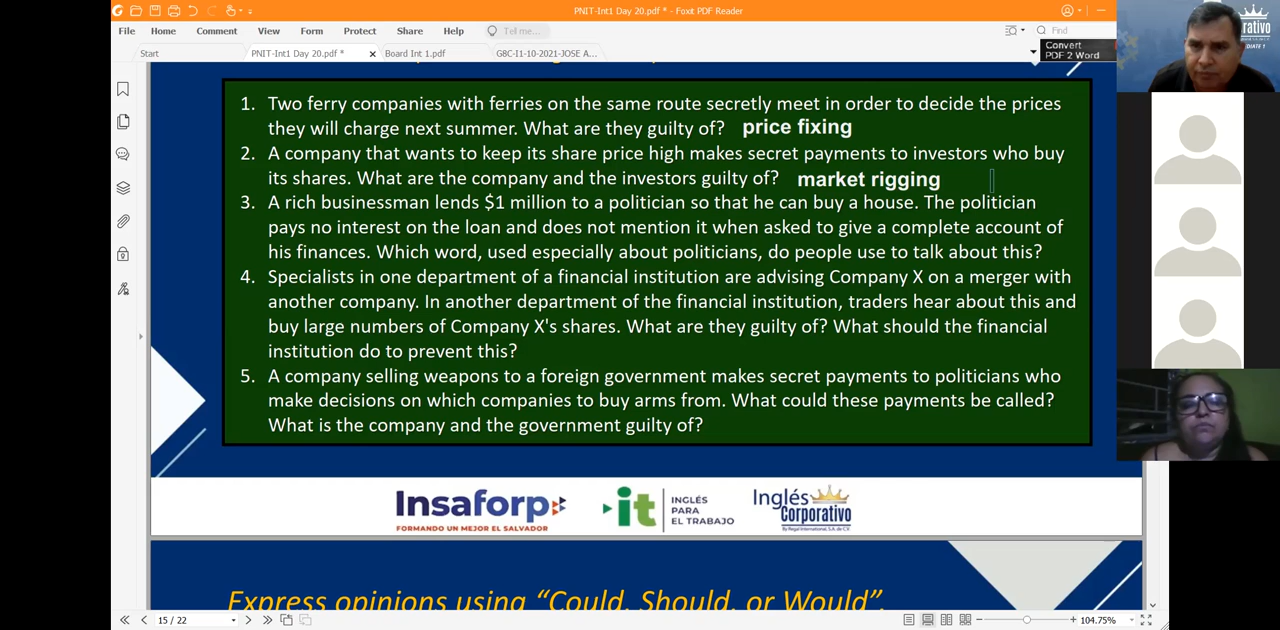 PNIT-Int1 Day 20.pdf * - Foxit PDF Reader
File Home Comment View Form Protect Share Help Tell me... Find
Start PNIT-Int1 Day 20.pdf * Board Int 1.pdf G8C-I1-10-2021-JOSE A...
Convert
PDF 2 Word
1. Two ferry companies with ferries on the same route secretly meet in order to decide the prices
they will charge next summer. What are they guilty of? price fixing
2. A company that wants to keep its share price high makes secret payments to investors who buy
its shares. What are the company and the investors guilty of? market rigging
3. A rich businessman lends $1 million to a politician so that he can buy a house. The politician
pays no interest on the loan and does not mention it when asked to give a complete account of
his finances. Which word, used especially about politicians, do people use to talk about this?
4. Specialists in one department of a financial institution are advising Company X on a merger with
another company. In another department of the financial institution, traders hear about this and
buy large numbers of Company X's shares. What are they guilty of? What should the financial
institution do to prevent this?
5. A company selling weapons to a foreign government makes secret payments to politicians who
make decisions on which companies to buy arms from. What could these payments be called?
What is the company and the government guilty of?
Insaforp
FORMANDO UN MEJOR EL SALVADOR
it INGLÉS
PARA
EL TRABAJO
Inglés
Corporativo
By Regal International, S.A. de C.V.
Express opinions using “Could, Should, or Would”.
15 / 22
104.75%